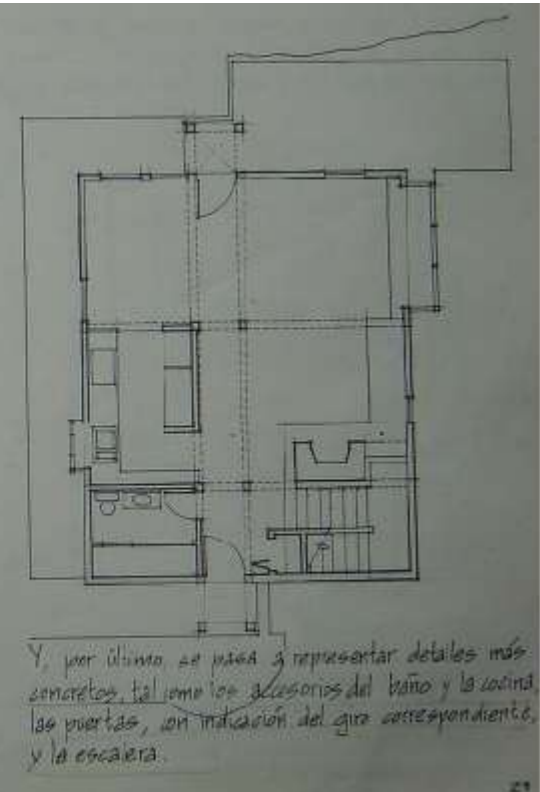 Y, por último, se pasa a representar detalles más
concretos, tal como los accesorios del baño y la cocina,
las puertas, con indicación del giro correspondiente,
y la escalera.
29